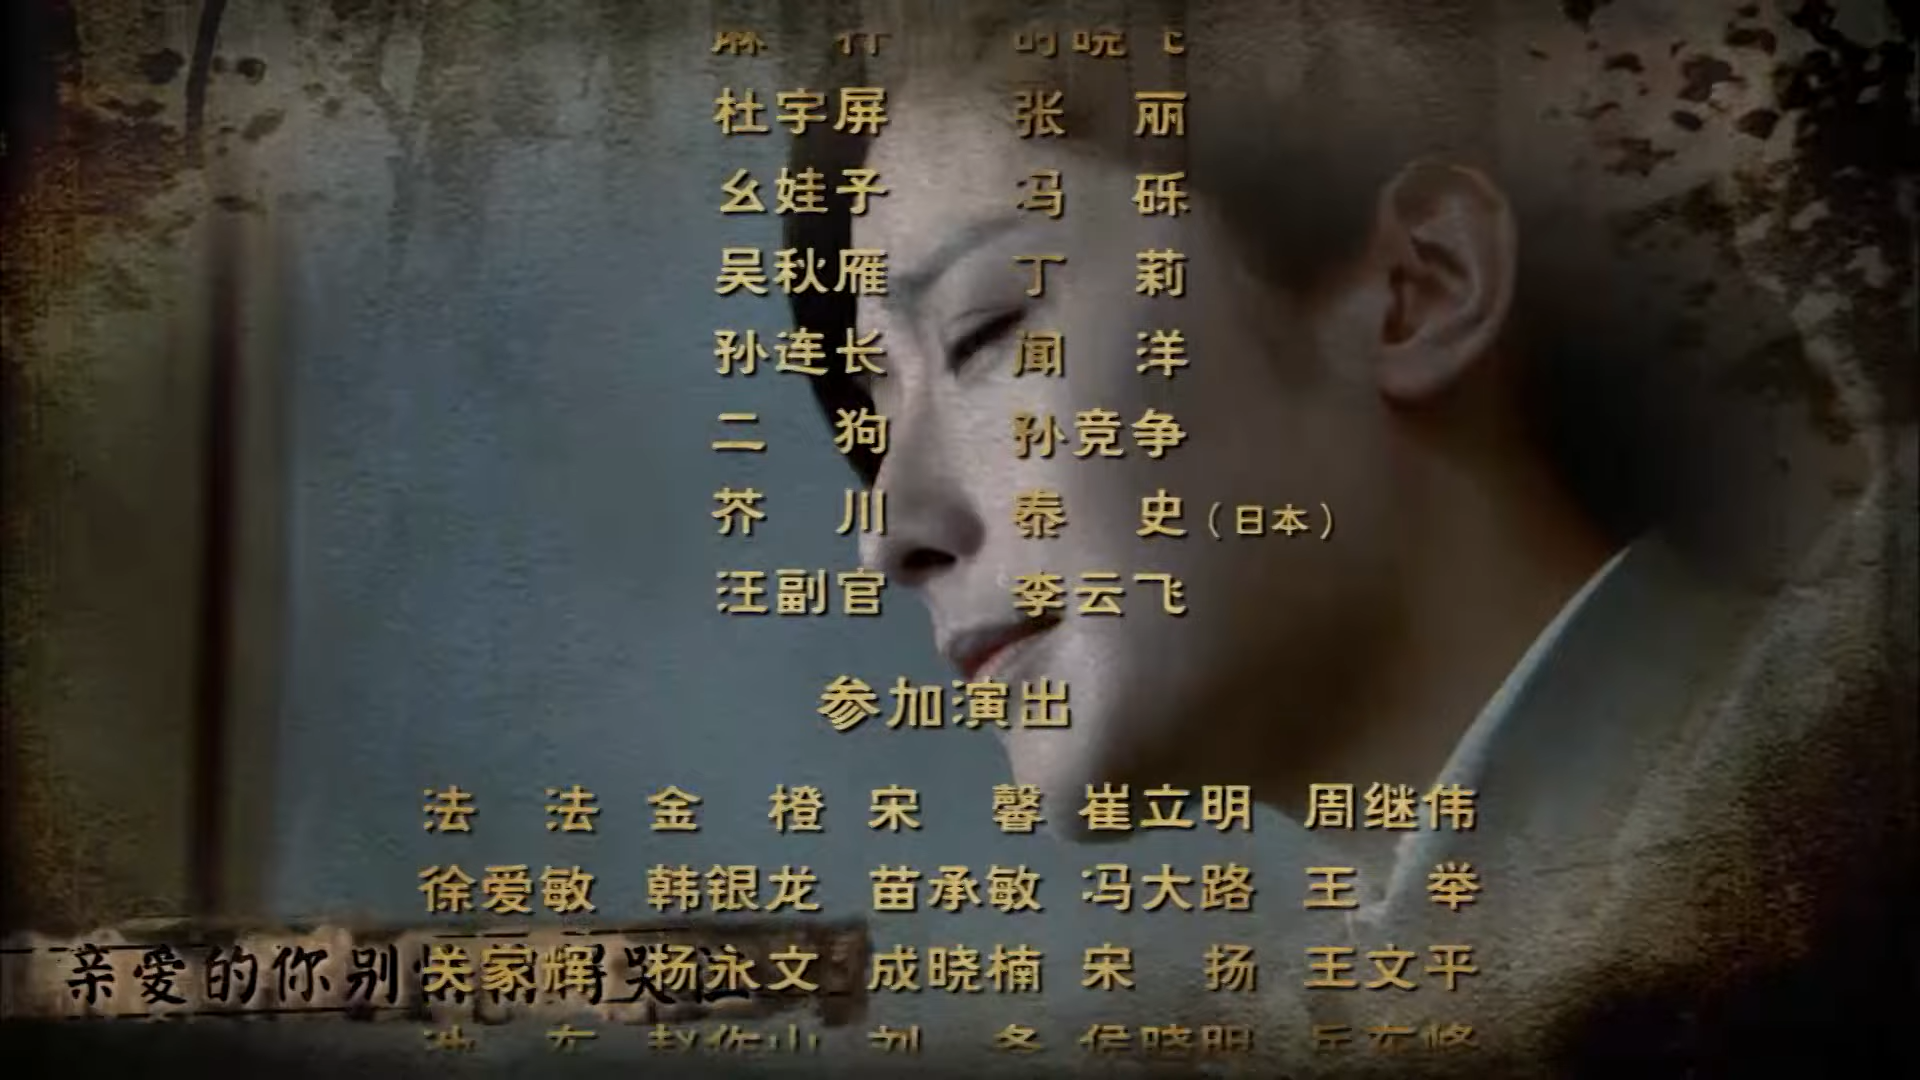 杜宇屏 张丽
幺娃子 冯砾
吴秋雁 丁莉
孙连长 闻洋
二狗 孙竞争
芥川 泰史（日本）
汪副官 李云飞
参加演出
法法 金橙 宋馨 崔立明 周继伟
徐爱敏 韩银龙 苗承敏 冯大路 王举
关家辉 杨永文 成晓楠 宋扬 王文平
亲爱的你别